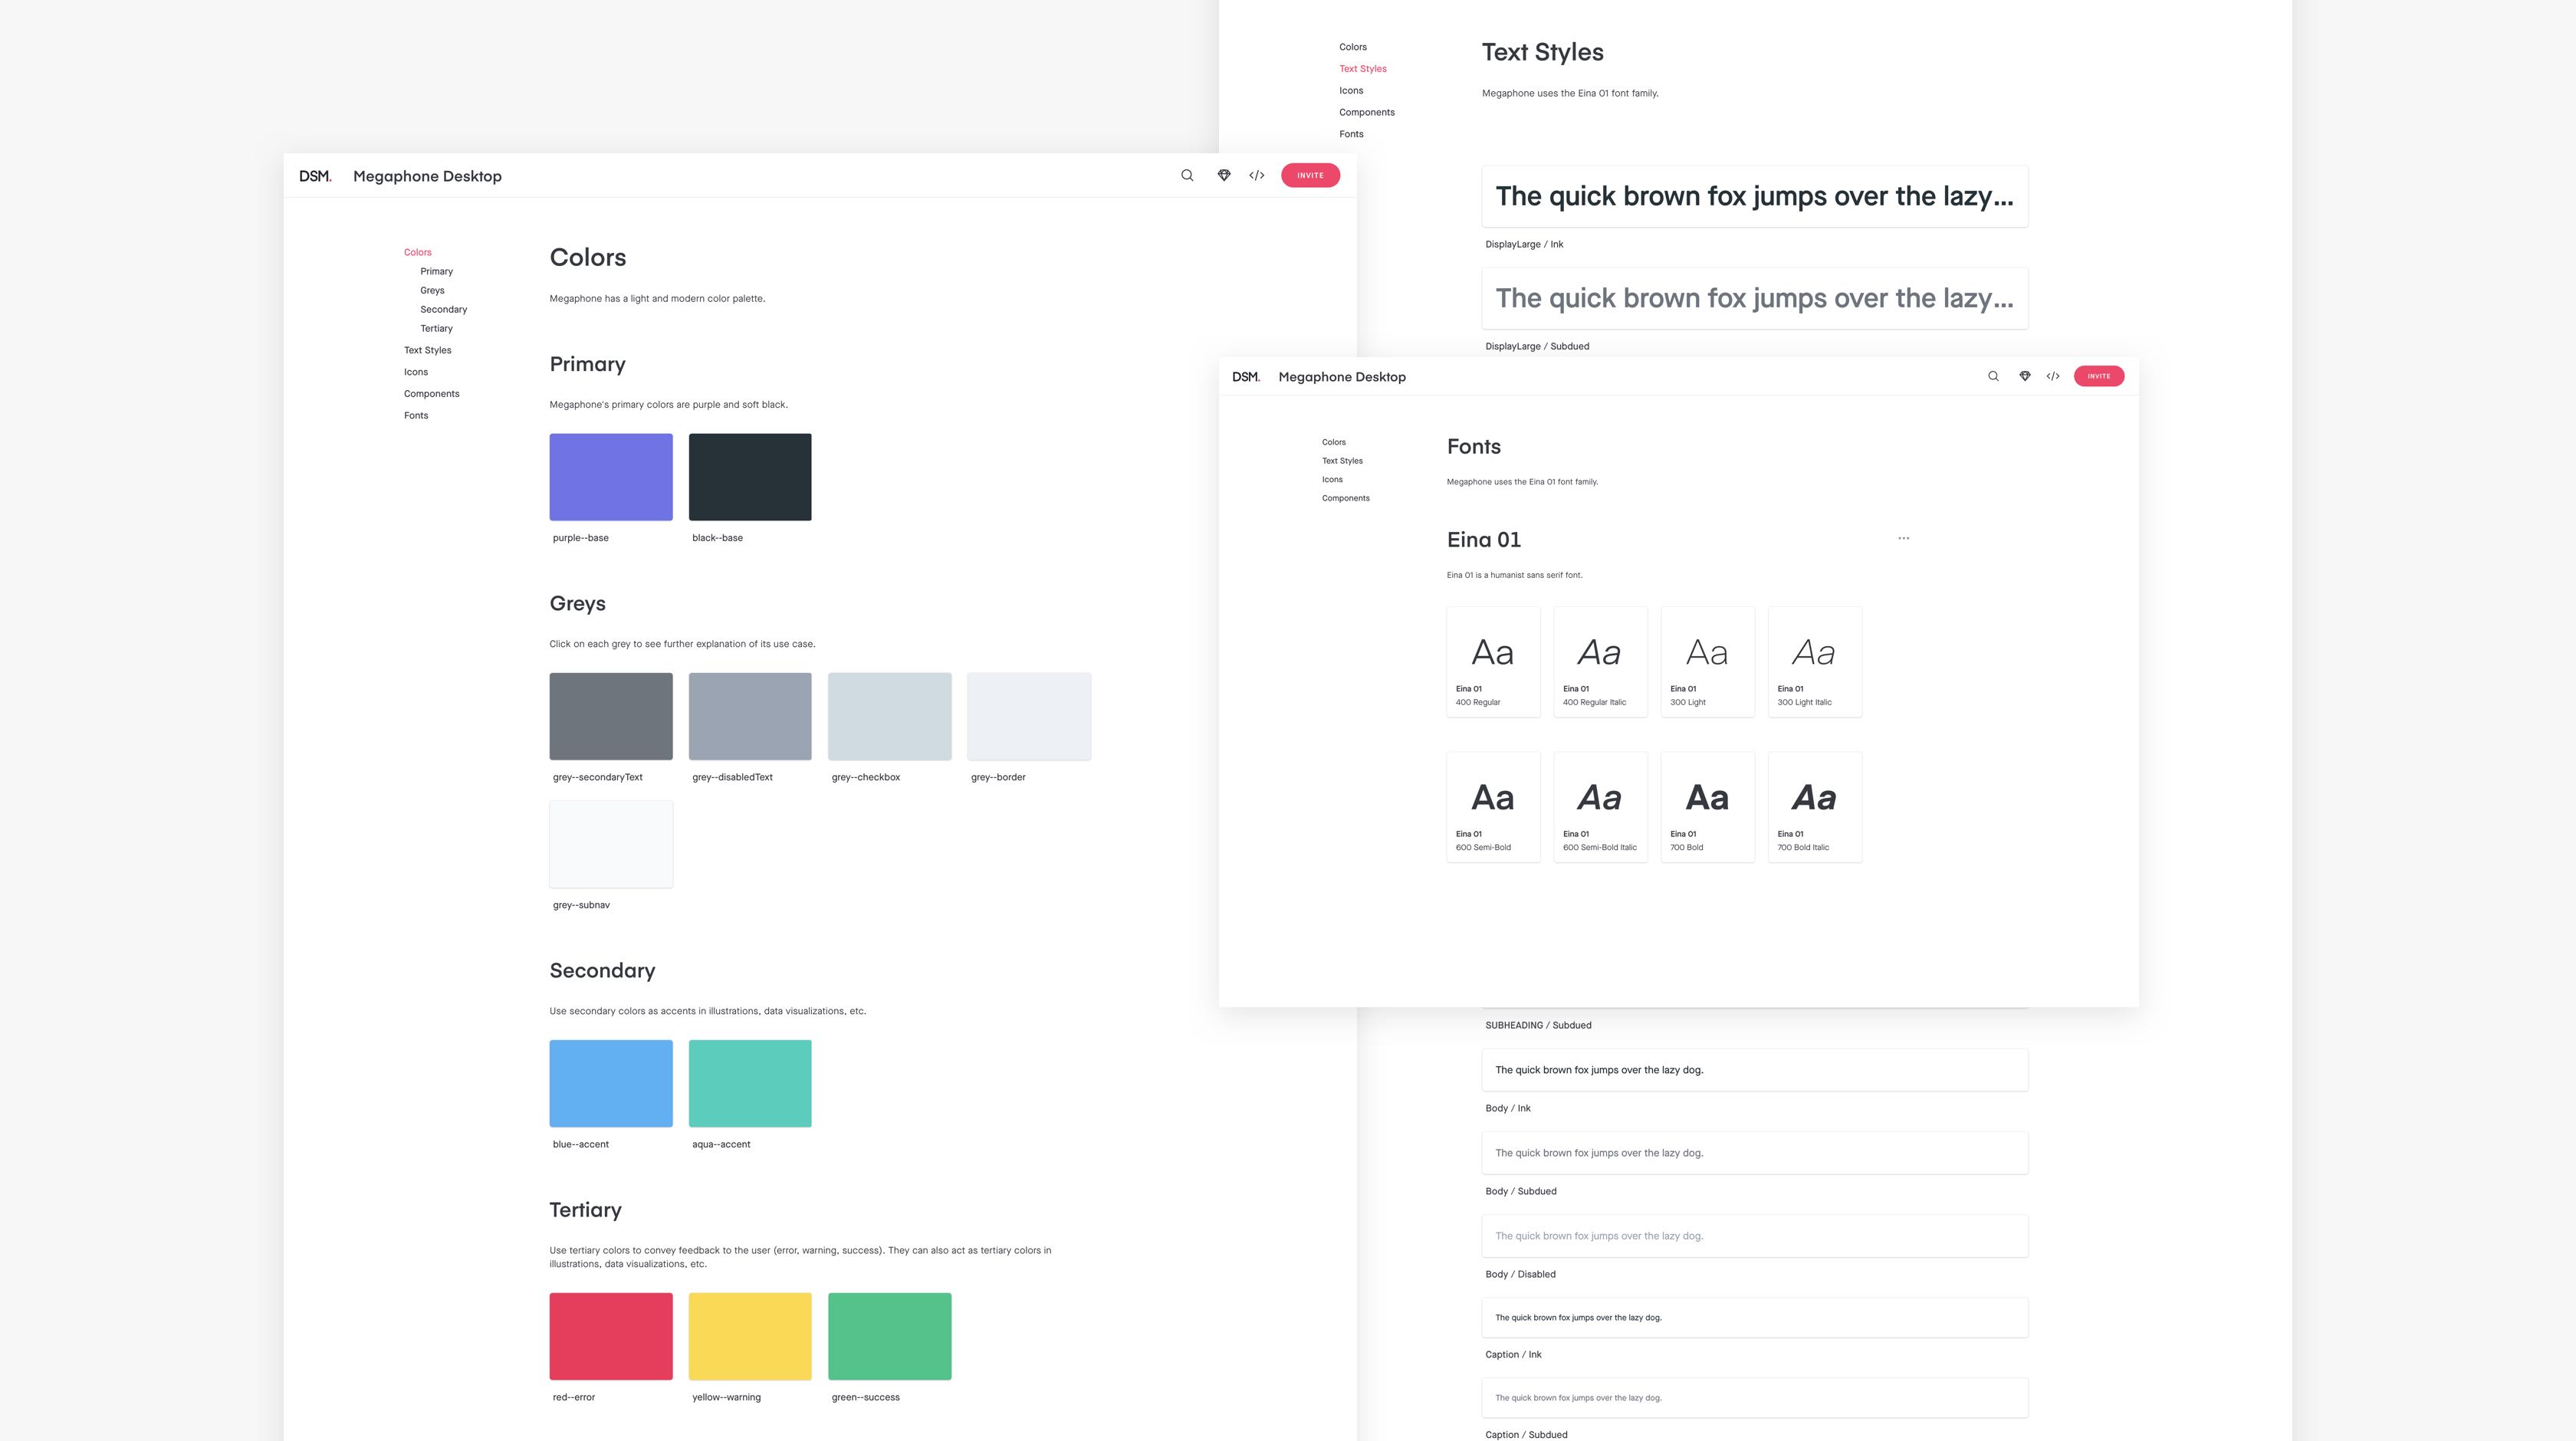 DSM.
Megaphone Desktop
INVITE
Colors
Primary
Greys
Secondary
Tertiary
Text Styles
Icons
Components
Fonts
Colors
Megaphone has a light and modern color palette.
Primary
Megaphone's primary colors are purple and soft black.
purple--base
black--base
Greys
Click on each grey to see further explanation of its use case.
grey--secondaryText
grey--disabledText
grey--checkbox
grey--border
grey--subnav
Secondary
Use secondary colors as accents in illustrations, data visualizations, etc.
blue--accent
aqua--accent
Tertiary
Use tertiary colors to convey feedback to the user (error, warning, success). They can also act as tertiary colors in
illustrations, data visualizations, etc.
red--error
yellow--warning
green--success
Colors
Text Styles
Icons
Components
Fonts
Text Styles
Megaphone uses the Eina 01 font family.
The quick brown fox jumps over the lazy...
DisplayLarge / Ink
The quick brown fox jumps over the lazy...
DisplayLarge / Subdued
DSM.
Megaphone Desktop
INVITE
Colors
Text Styles
Icons
Components
Fonts
Megaphone uses the Eina 01 font family.
Eina 01
Eina 01 is a humanist sans serif font.
Aa
Eina 01
400 Regular
Aa
Eina 01
400 Regular Italic
Aa
Eina 01
300 Light
Aa
Eina 01
300 Light Italic
Aa
Eina 01
600 Semi-Bold
Aa
Eina 01
600 Semi-Bold Italic
Aa
Eina 01
700 Bold
Aa
Eina 01
700 Bold Italic
SUBHEADING / Subdued
The quick brown fox jumps over the lazy dog.
Body / Ink
The quick brown fox jumps over the lazy dog.
Body / Subdued
The quick brown fox jumps over the lazy dog.
Body / Disabled
The quick brown fox jumps over the lazy dog.
Caption / Ink
The quick brown fox jumps over the lazy dog.
Caption / Subdued